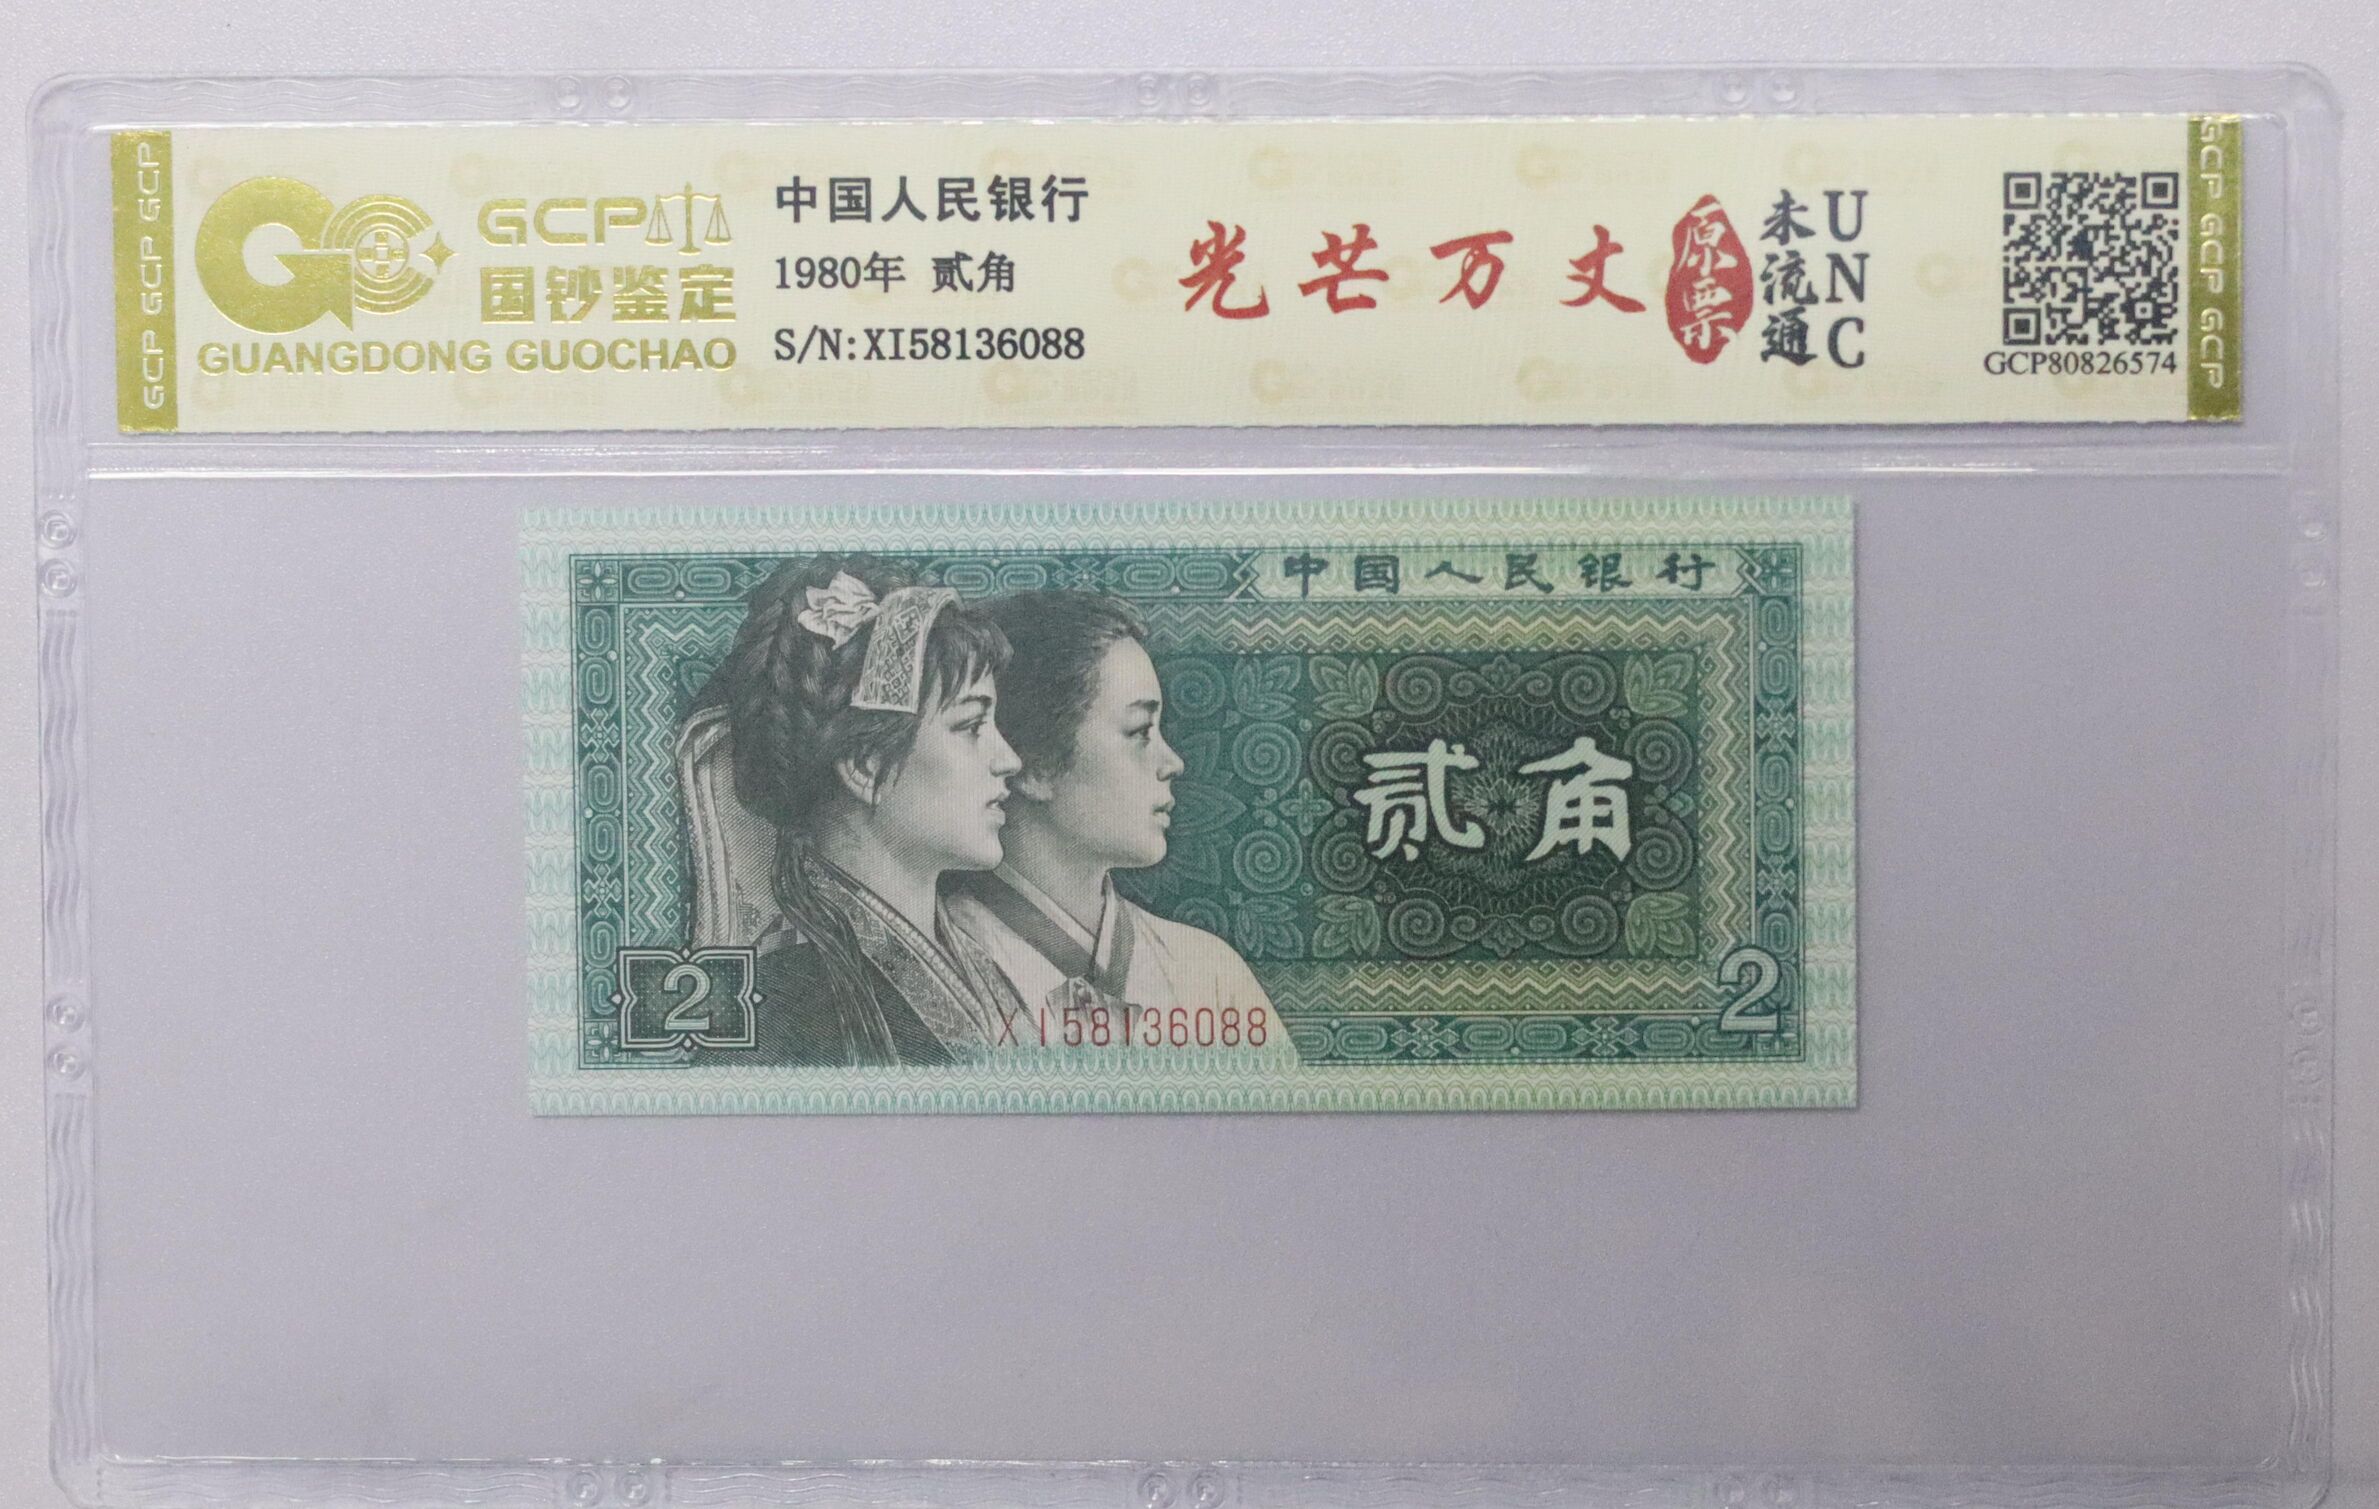 GCP GCP GCP
GCP
国钞鉴定
GUANGDONG GUOCHAO
中国人民银行
1980年 贰角
S/N:XI58136088
光芒万丈
原票
未流通
UNC
GCP80826574
GCP GCP GCP
中国人民银行
贰角
2
XI58136088
2